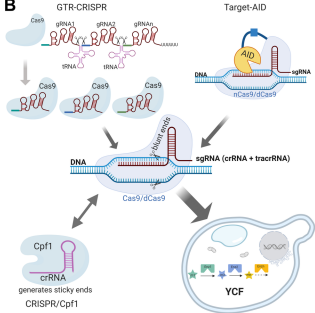 B
GTR-CRISPR
Target-AID
Cas9
gRNA1
gRNA2
gRNAn
UUUUU
tRNA
tRNA
AID
DNA
sgRNA
nCas9/dCas9
Cas9
Cas9
Cas9
blunt ends
DNA
sgRNA (crRNA + tracrRNA)
Cas9/dCas9
Cpf1
crRNA
generates sticky ends
CRISPR/Cpf1
YCF